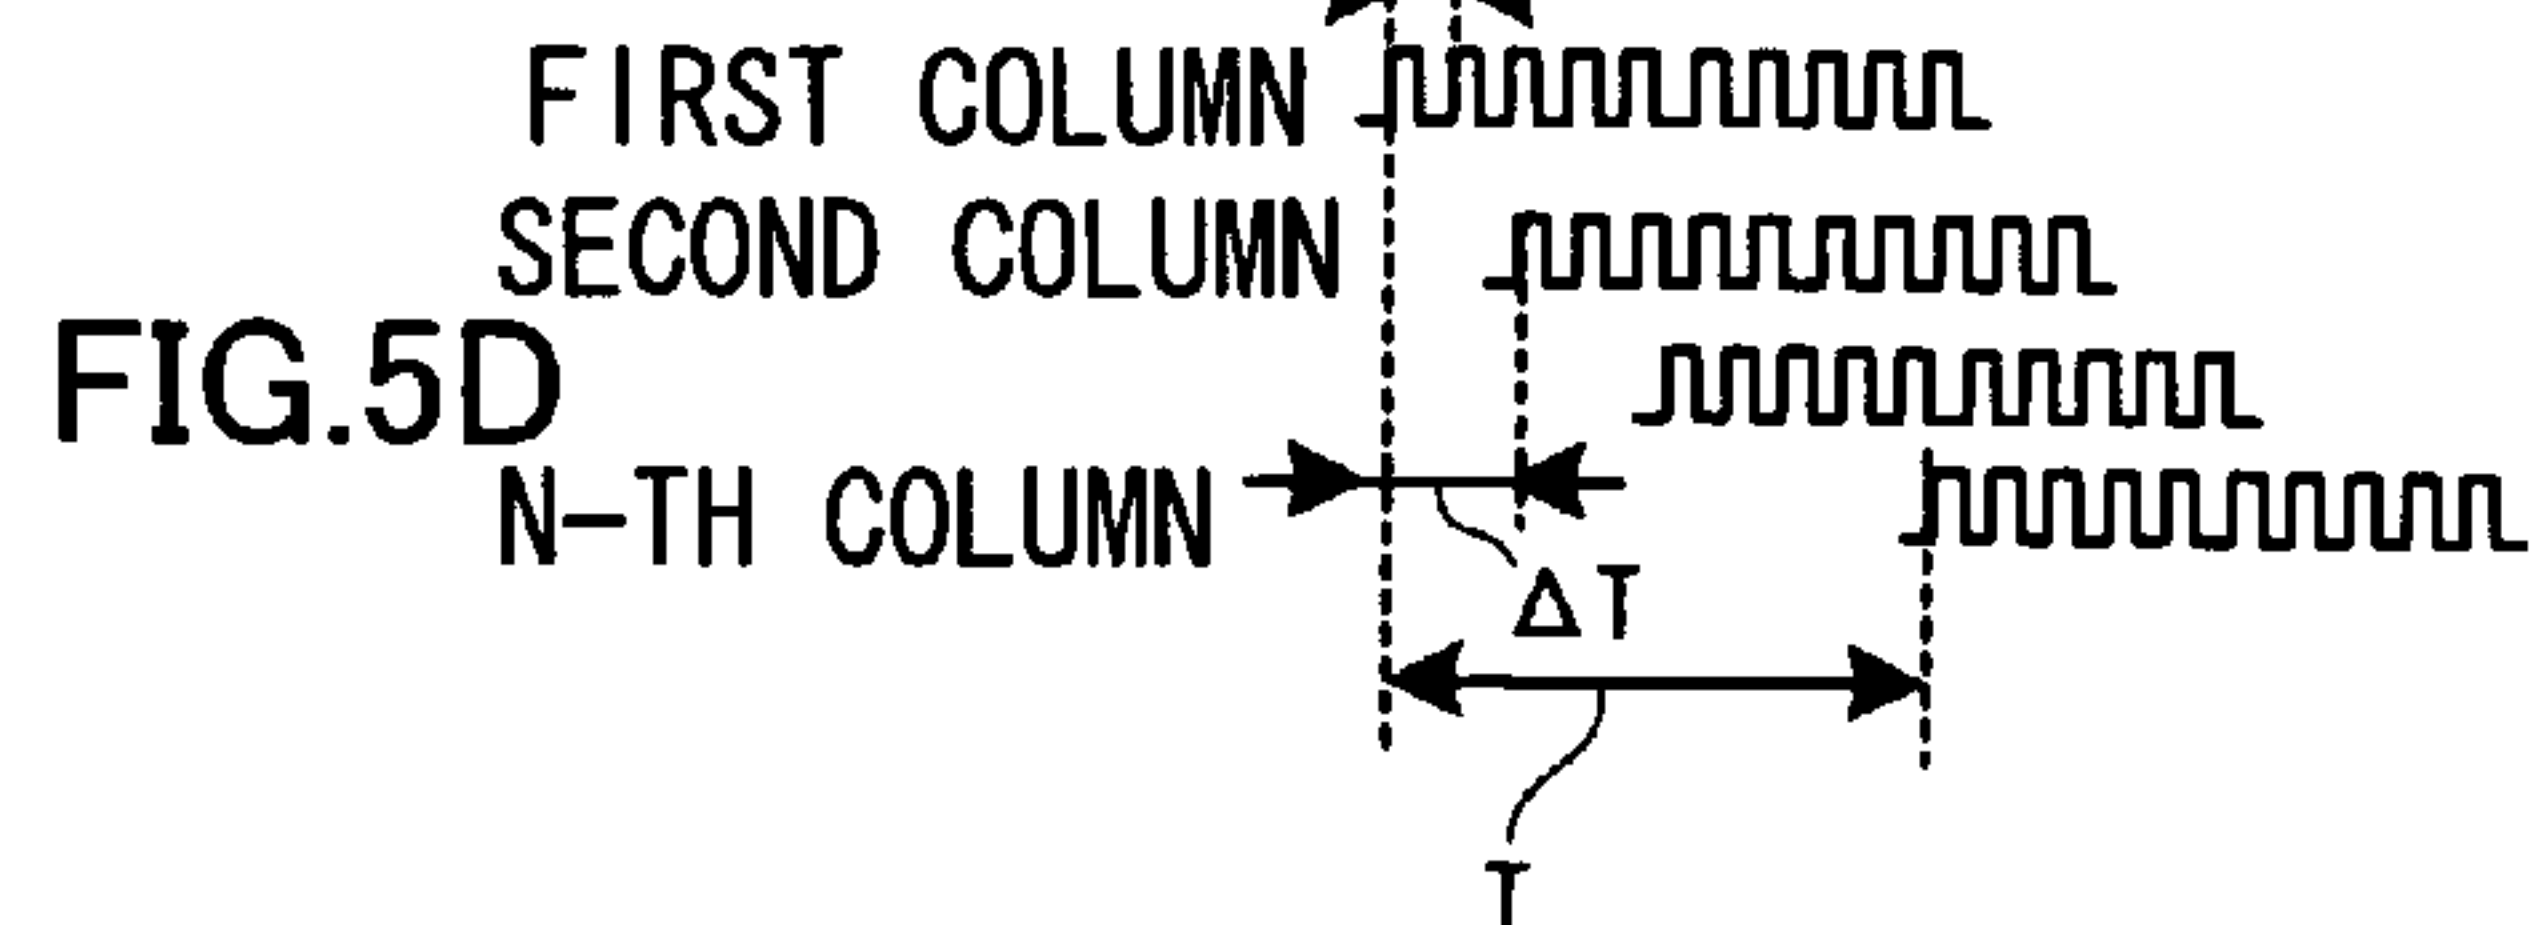 FIRST COLUMN
SECOND COLUMN
FIG.5D
N-TH COLUMN
ΔT
T